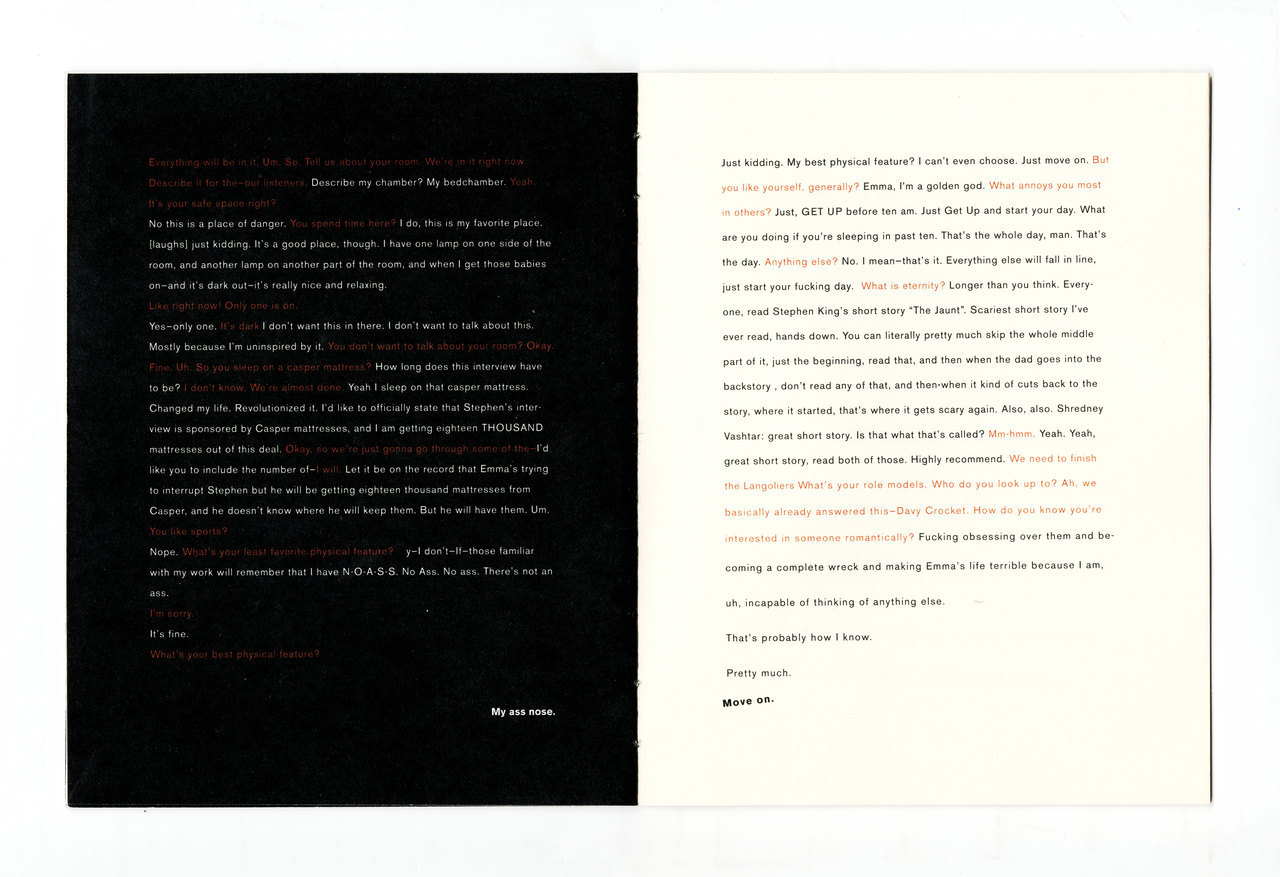 Everything will be in it. Um. So. Tell us about your room. We're in it right now.
Describe it for the–our listeners. Describe my chamber? My bedchamber. Yeah.
It's your safe space right?
No this is a place of danger. You spend time here? I do, this is my favorite place.
[laughs] just kidding. It's a good place, though. I have one lamp on one side of the
room, and another lamp on another part of the room, and when I get those babies
on–and it's dark out–it's really nice and relaxing.
Like right now! Only one is on.
Yes–only one. It's dark I don't want this in there. I don't want to talk about this.
Mostly because I'm uninspired by it. You don't want to talk about your room? Okay.
Fine. Uh. So you sleep on a casper mattress? How long does this interview have
to be? I don't know. We're almost done. Yeah I sleep on that casper mattress.
Changed my life. Revolutionized it. I'd like to officially state that Stephen's inter-
view is sponsored by Casper mattresses, and I am getting eighteen THOUSAND
mattresses out of this deal. Okay, so we're just gonna go through some of the–I'd
like you to include the number of–I will. Let it be on the record that Emma's trying
to interrupt Stephen but he will be getting eighteen thousand mattresses from
Casper, and he doesn't know where he will keep them. But he will have them. Um.
You like sports?
Nope. What's your least favorite physical feature? y–I don't–If–those familiar
with my work will remember that I have N-O-A-S-S. No Ass. No ass. There's not an
ass.
I'm sorry.
It's fine.
What's your best physical feature?
My ass nose.
Just kidding. My best physical feature? I can't even choose. Just move on. But
you like yourself, generally? Emma, I'm a golden god. What annoys you most
in others? Just, GET UP before ten am. Just Get Up and start your day. What
are you doing if you're sleeping in past ten. That's the whole day, man. That's
the day. Anything else? No. I mean–that's it. Everything else will fall in line,
just start your fucking day. What is eternity? Longer than you think. Every-
one, read Stephen King's short story "The Jaunt". Scariest short story I've
ever read, hands down. You can literally pretty much skip the whole middle
part of it, just the beginning, read that, and then when the dad goes into the
backstory , don't read any of that, and then-when it kind of cuts back to the
story, where it started, that's where it gets scary again. Also, also. Shredney
Vashtar: great short story. Is that what that's called? Mm-hmm. Yeah. Yeah,
great short story, read both of those. Highly recommend. We need to finish
the Langoliers What's your role models. Who do you look up to? Ah, we
basically already answered this–Davy Crocket. How do you know you're
interested in someone romantically? Fucking obsessing over them and be-
coming a complete wreck and making Emma's life terrible because I am,
uh, incapable of thinking of anything else.
That's probably how I know.
Pretty much.
Move on.